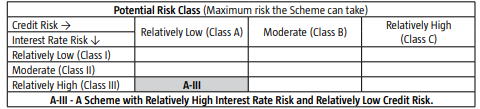 Potential Risk Class (Maximum risk the Scheme can take)
Credit Risk → Relatively Low (Class A) Moderate (Class B) Relatively High (Class C)
Interest Rate Risk ↓
Relatively Low (Class I)
Moderate (Class II)
Relatively High (Class III) A-III
A-III - A Scheme with Relatively High Interest Rate Risk and Relatively Low Credit Risk.